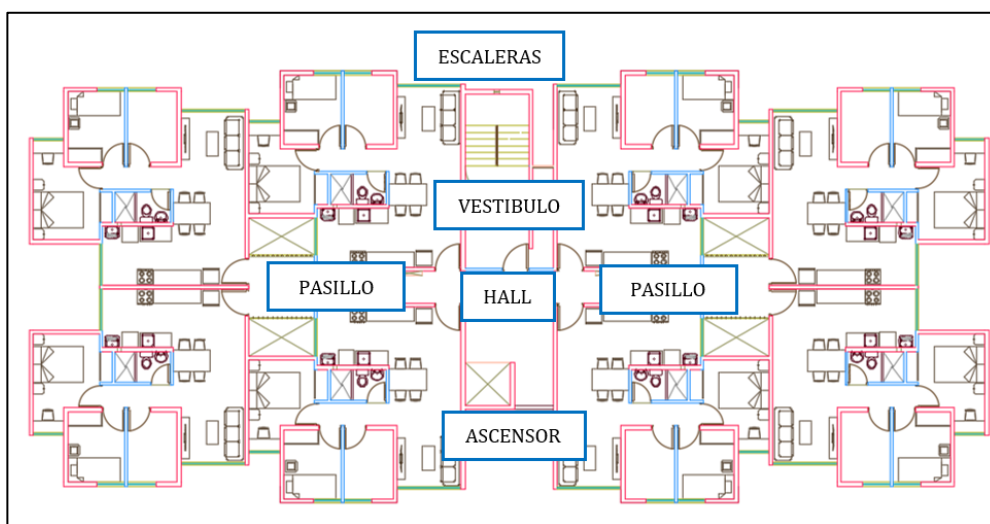 ESCALERAS
VESTIBULO
PASILLO
HALL
PASILLO
ASCENSOR